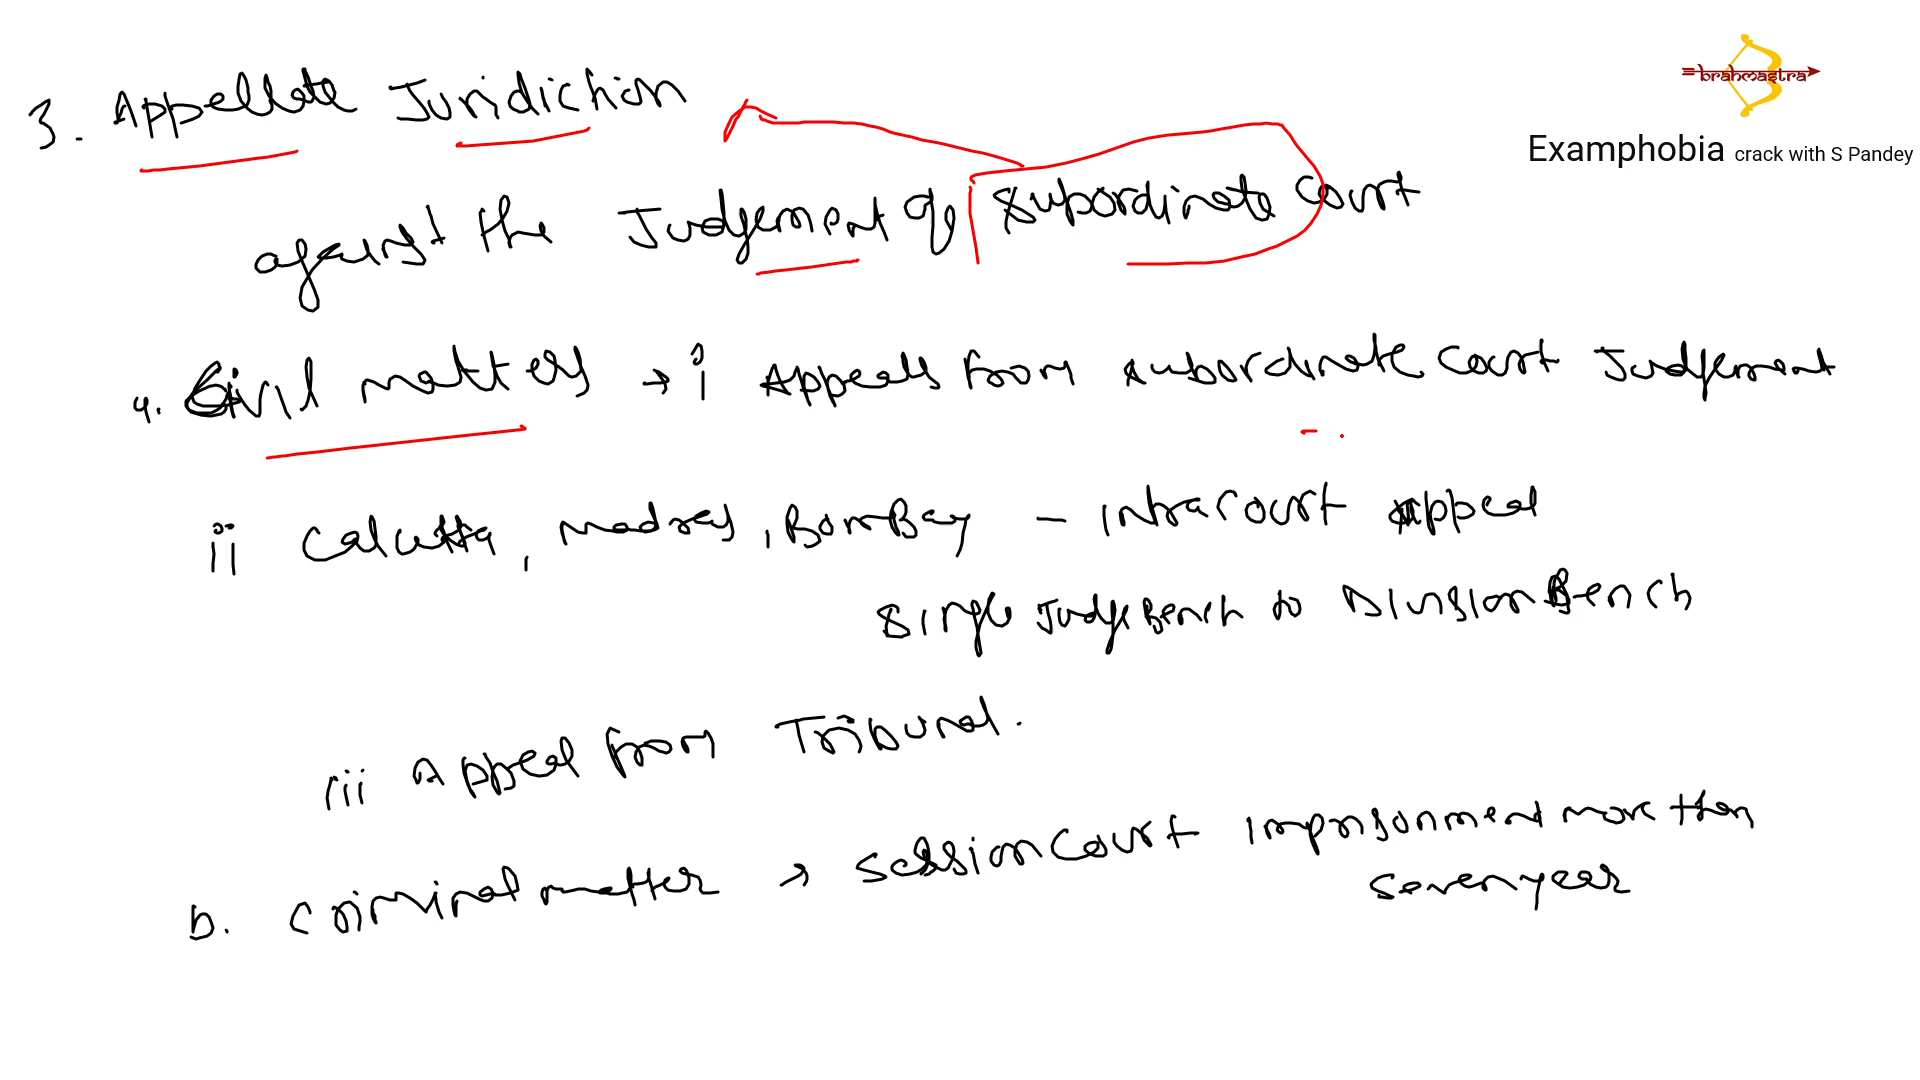 brahmastra
Examphobia crack with S Pandey
3. Appellate Juridiction
against the Judgement of Subordinate Court
a. Civil matters → i Appeals from subordinate Court Judgement
ii Calcutta, Madras, BomBay - intracourt Appeal
Single Judge Bench to Division Bench
iii Appeal from Tribunal.
b. Criminal matter → Session Court imprisonment more than
seven year